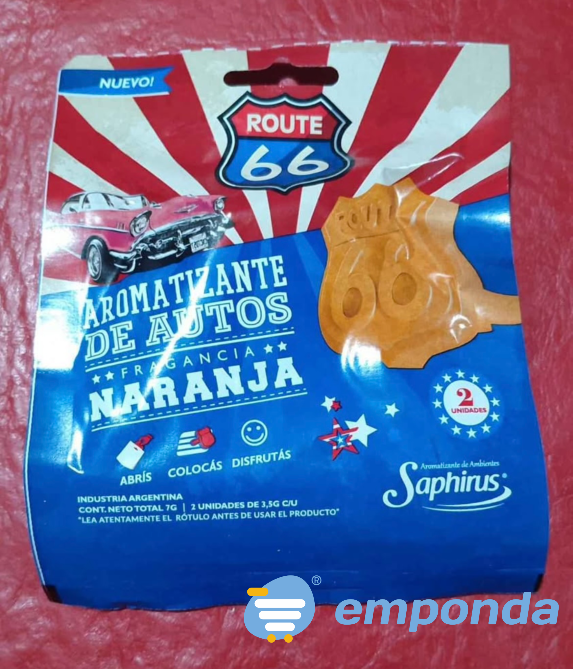 NUEVO!
ROUTE
66
ROUTE
66
AROMATIZANTE
DE AUTOS
FRAGANCIA
NARANJA
2
UNIDADES
ABRÍS
COLOCÁS
DISFRUTÁS
Aromatizante de Ambientes
Saphirus®
INDUSTRIA ARGENTINA
CONT. NETO TOTAL 7G | 2 UNIDADES DE 3,5G C/U
"LEA ATENTAMENTE EL RÓTULO ANTES DE USAR EL PRODUCTO"
® emponda